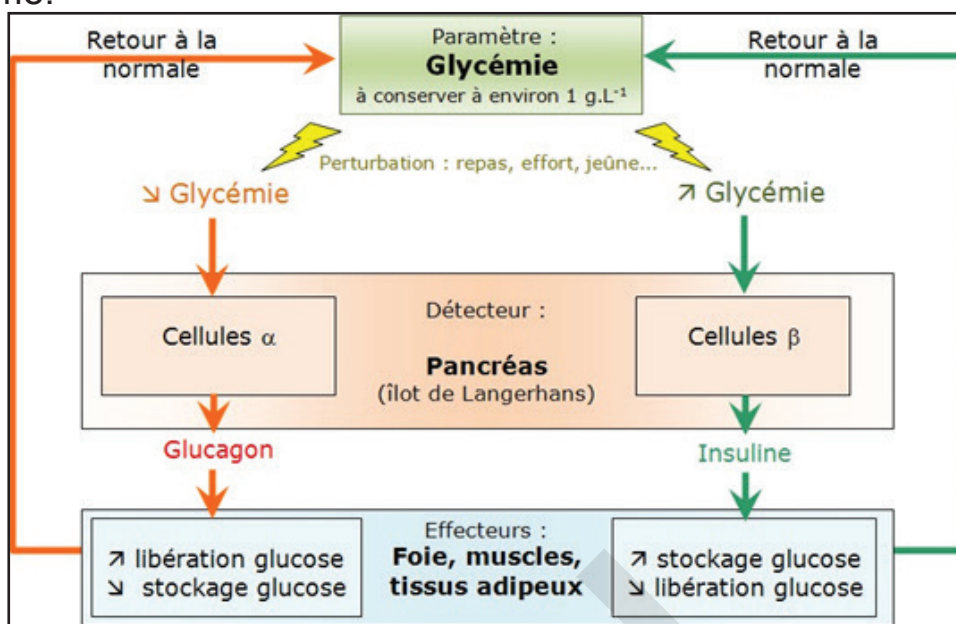 Retour à la
normale
Paramètre :
Glycémie
à conserver à environ 1 g.L⁻¹
Retour à la
normale
Perturbation : repas, effort, jeûne...
↘ Glycémie
↗ Glycémie
Détecteur :
Cellules α
Pancréas
(îlot de Langerhans)
Cellules β
Glucagon
Insuline
Effecteurs :
Foie, muscles,
tissus adipeux
↗ libération glucose
↘ stockage glucose
↗ stockage glucose
↘ libération glucose